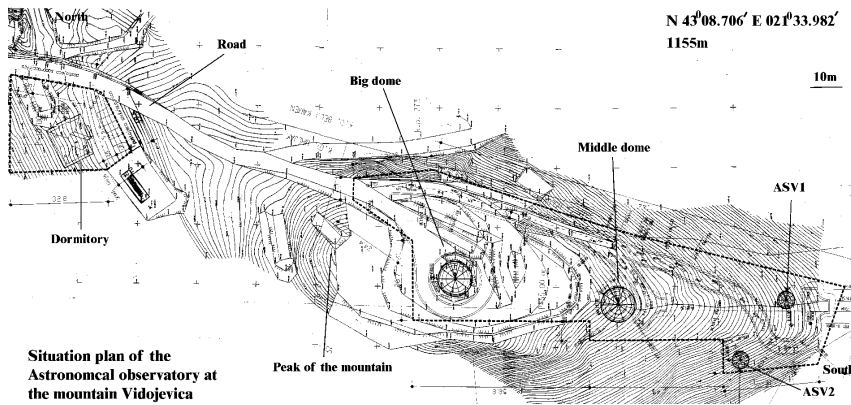 North
N 43⁰08.706′ E 021⁰33.982′
1155m
Road
10m
Big dome
Middle dome
ASV1
Dormitory
Peak of the mountain
South
ASV2
Situation plan of the
Astronomcal observatory at
the mountain Vidojevica